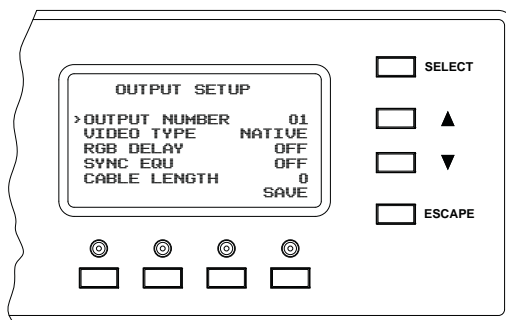 OUTPUT SETUP
>OUTPUT NUMBER 01
VIDEO TYPE NATIVE
RGB DELAY OFF
SYNC EQU OFF
CABLE LENGTH 0
SAVE
SELECT
▲
▼
ESCAPE